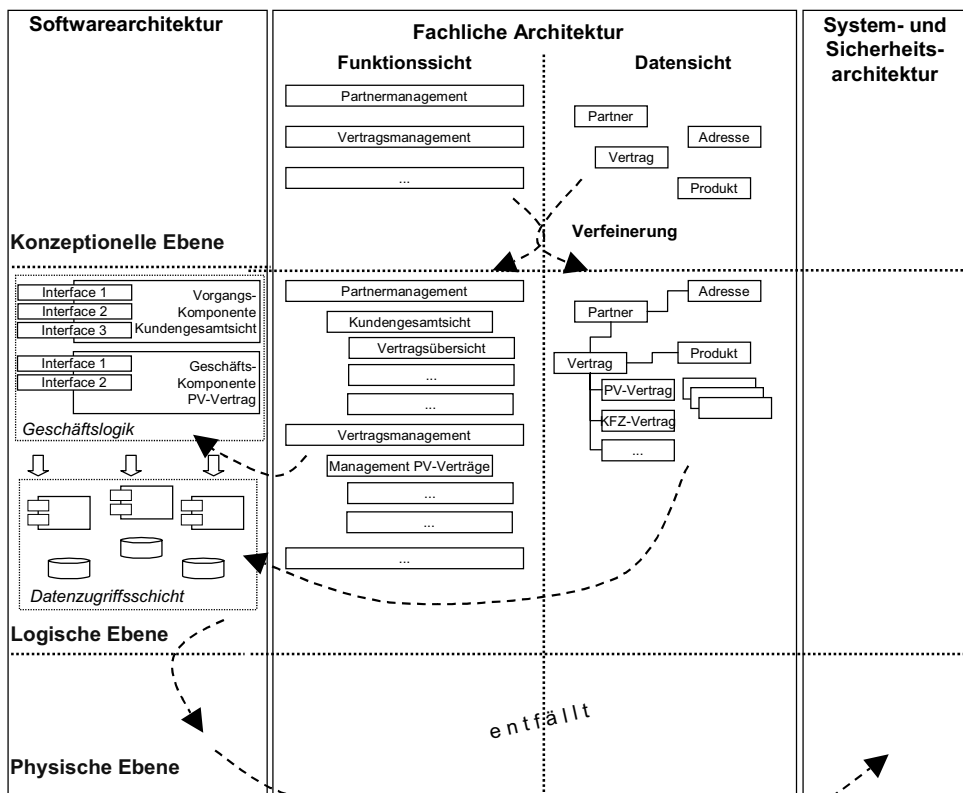 Softwarearchitektur
Fachliche Architektur
Funktionssicht
Datensicht
System- und
Sicherheits-
architektur
Partnermanagement
Vertragsmanagement
...
Partner
Adresse
Vertrag
Produkt
Konzeptionelle Ebene
Verfeinerung
Interface 1
Interface 2
Interface 3
Vorgangs-
Komponente
Kundengesamtsicht
Interface 1
Interface 2
Geschäfts-
Komponente
PV-Vertrag
Geschäftslogik
Datenzugriffsschicht
Partnermanagement
Kundengesamtsicht
Vertragsübersicht
...
...
Vertragsmanagement
Management PV-Verträge
...
...
...
Adresse
Partner
Vertrag
Produkt
PV-Vertrag
KFZ-Vertrag
...
Logische Ebene
entfällt
Physische Ebene